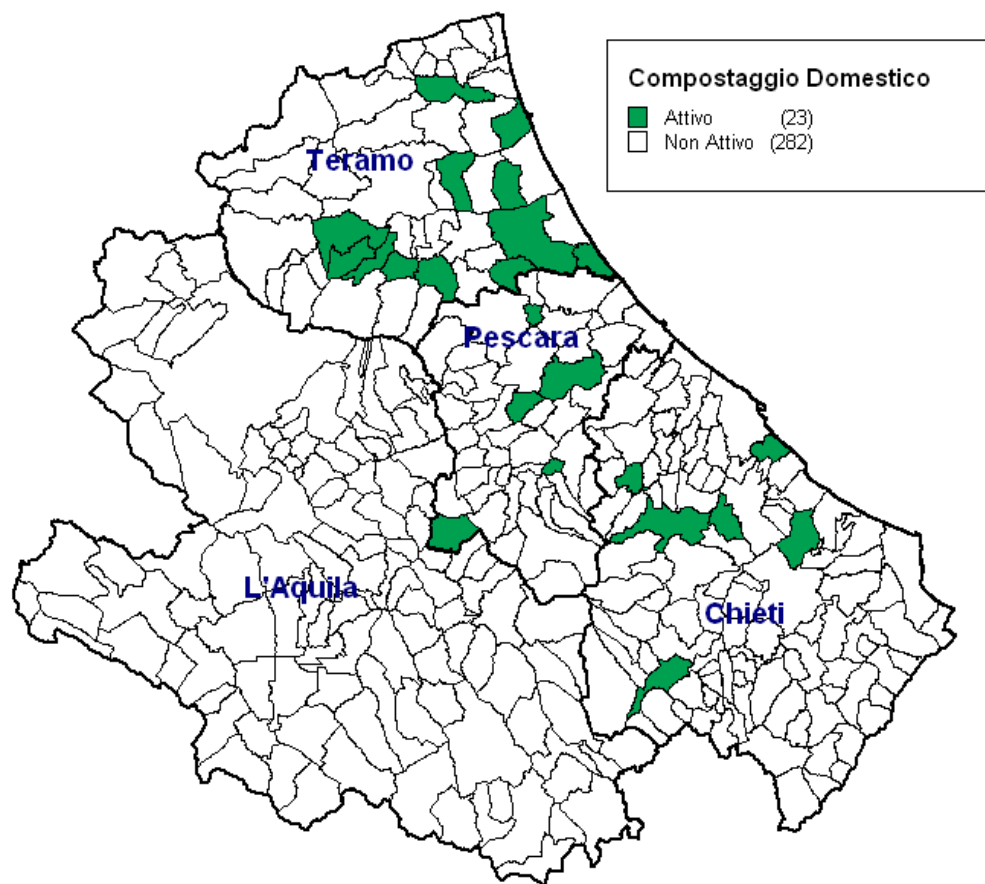 Compostaggio Domestico
Attivo (23)
Non Attivo (282)
Teramo
Pescara
L'Aquila
Chieti